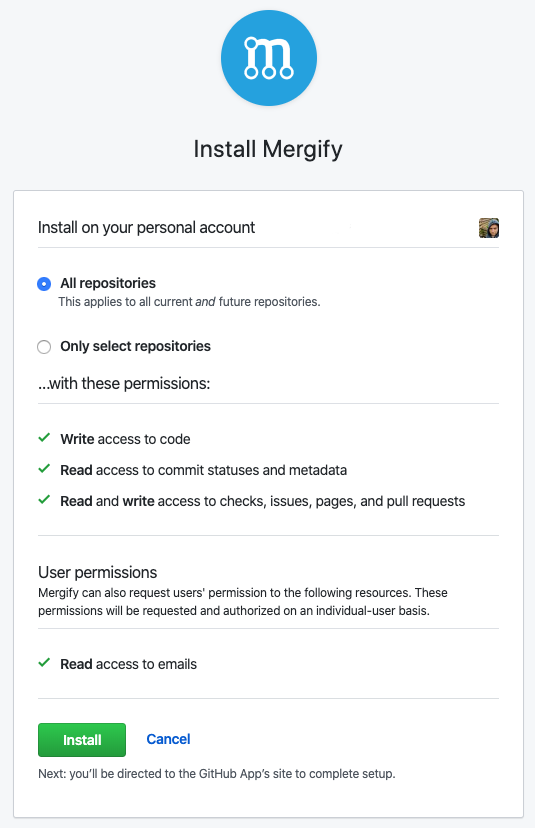 Install Mergify
Install on your personal account
All repositories
This applies to all current and future repositories.
Only select repositories
...with these permissions:
Write access to code
Read access to commit statuses and metadata
Read and write access to checks, issues, pages, and pull requests
User permissions
Mergify can also request users' permission to the following resources. These
permissions will be requested and authorized on an individual-user basis.
Read access to emails
Install Cancel
Next: you'll be directed to the GitHub App's site to complete setup.